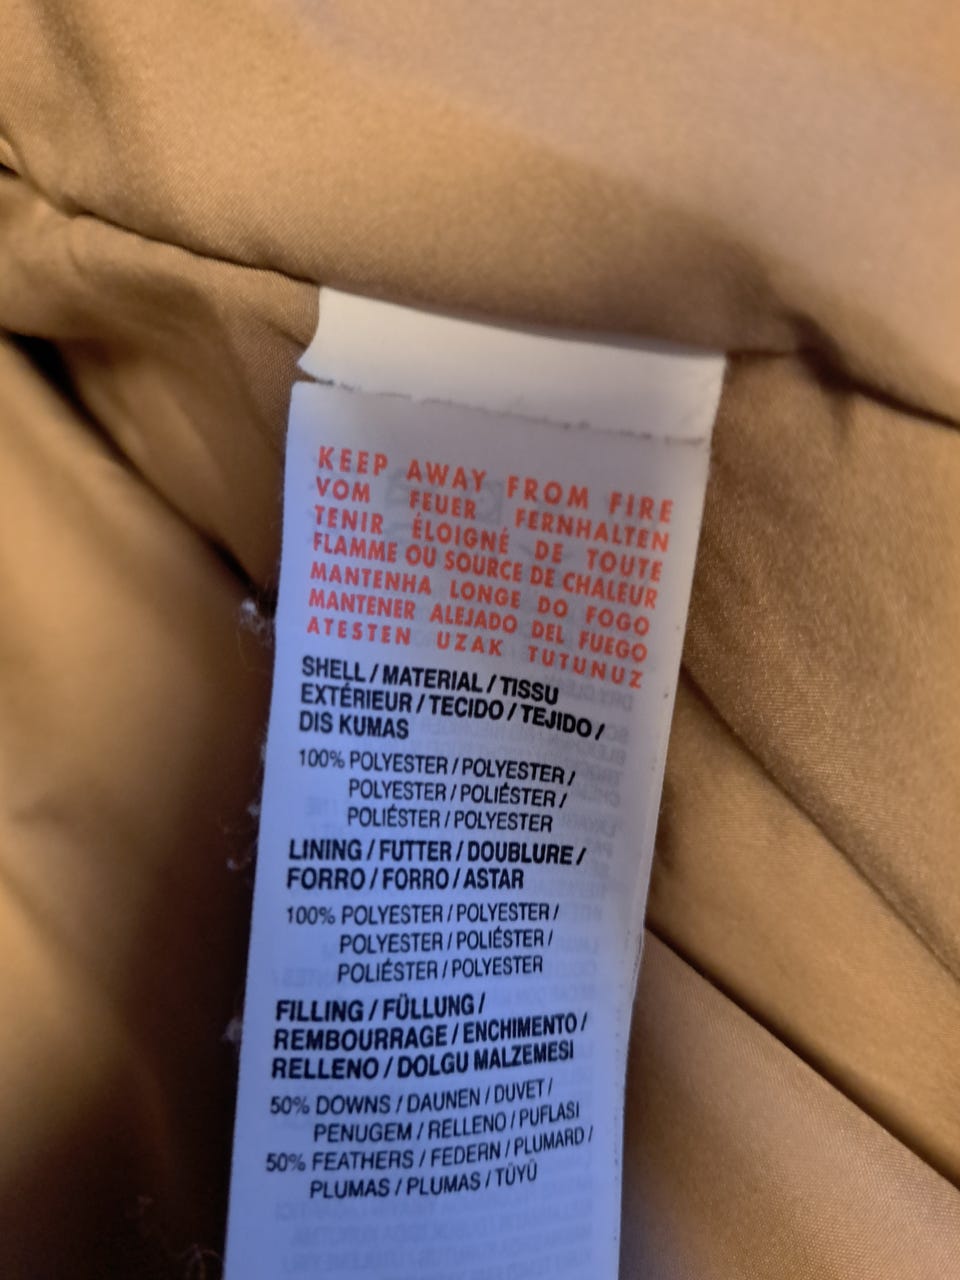 KEEP AWAY FROM FIRE
VOM FEUER FERNHALTEN
TENIR ÉLOIGNÉ DE TOUTE
FLAMME OU SOURCE DE CHALEUR
MANTENHA LONGE DO FOGO
MANTENER ALEJADO DEL FUEGO
ATESTEN UZAK TUTUNUZ
SHELL / MATERIAL / TISSU
EXTÉRIEUR / TECIDO / TEJIDO /
DIS KUMAS
100% POLYESTER / POLYESTER /
POLYESTER / POLIÉSTER /
POLIÉSTER / POLYESTER
LINING / FUTTER / DOUBLURE /
FORRO / FORRO / ASTAR
100% POLYESTER / POLYESTER /
POLYESTER / POLIÉSTER /
POLIÉSTER / POLYESTER
FILLING / FÜLLUNG /
REMBOURRAGE / ENCHIMENTO /
RELLENO / DOLGU MALZEMESI
50% DOWNS / DAUNEN / DUVET /
PENUGEM / RELLENO / PUFLASI
50% FEATHERS / FEDERN / PLUMARD /
PLUMAS / PLUMAS / TÜYÜ